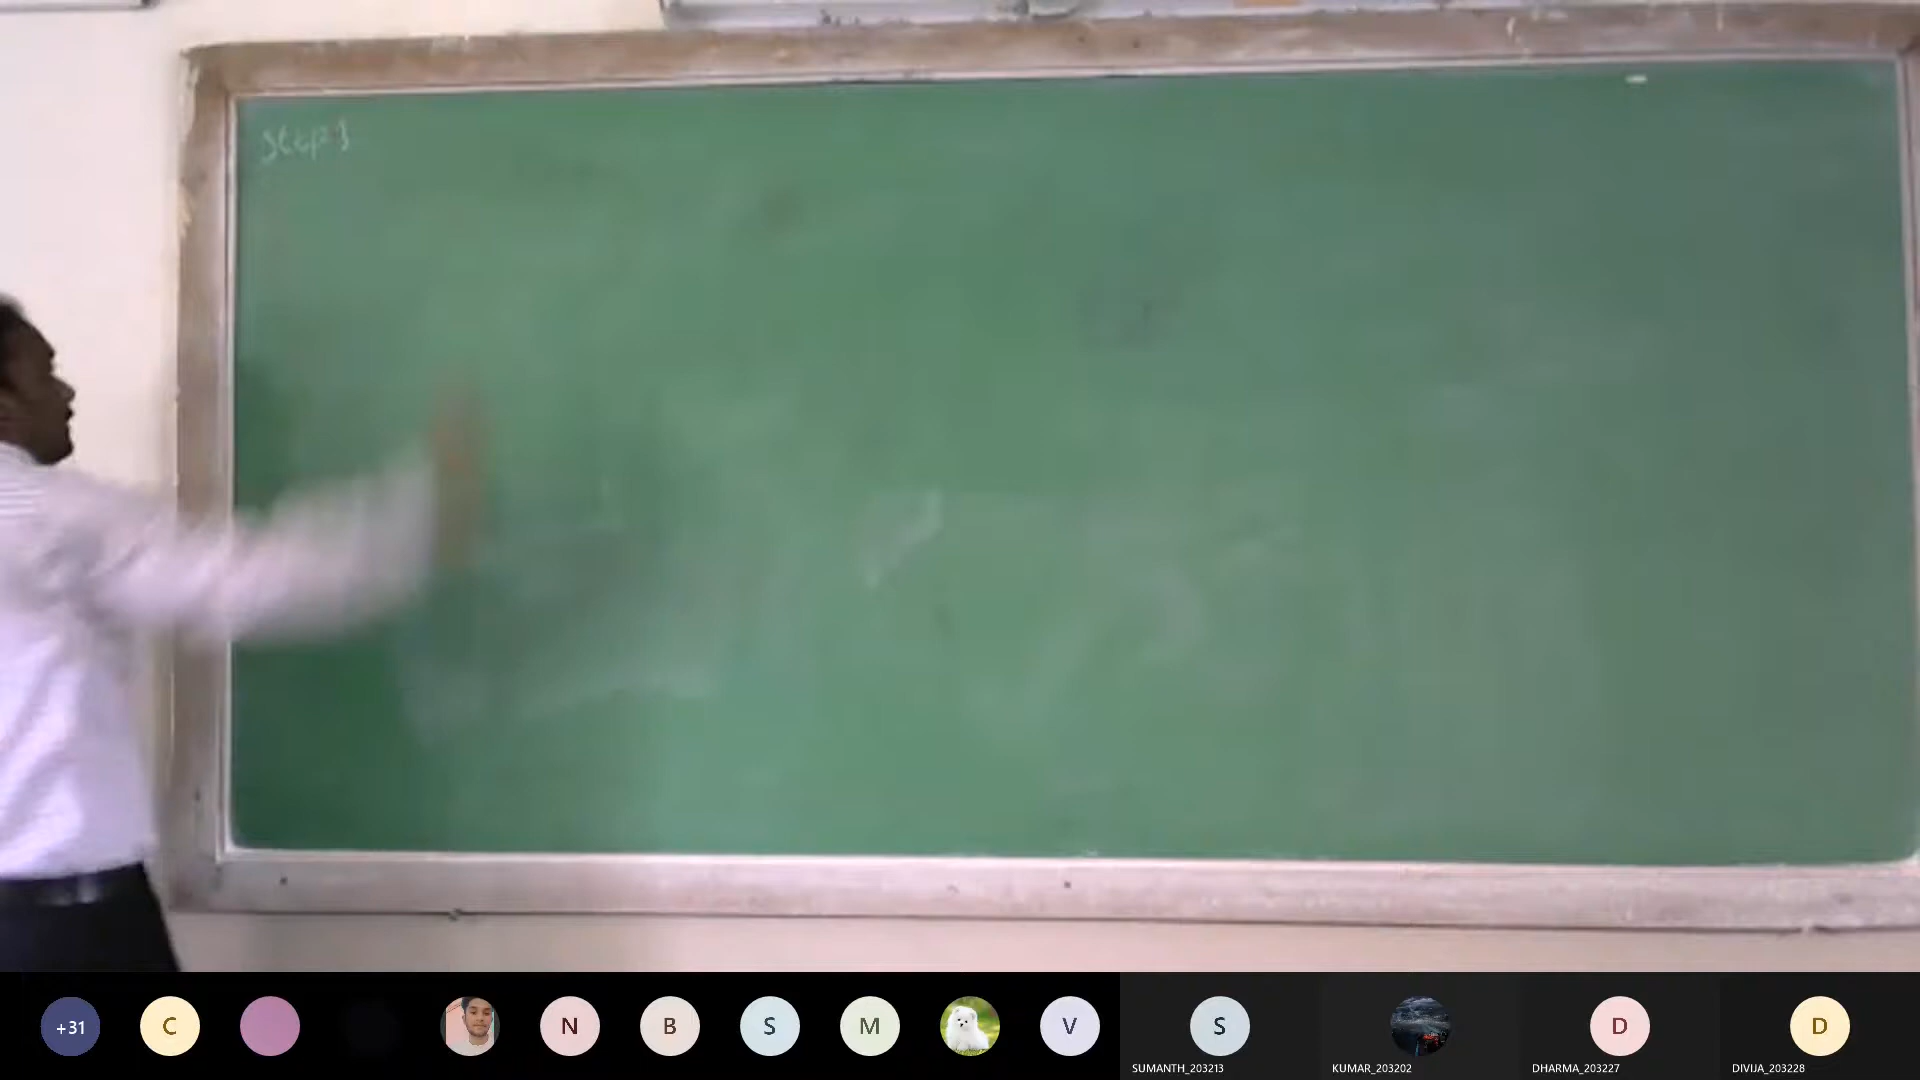 Step 1
+31
C
N
B
S
M
V
S
D
D
SUMANTH_203213
KUMAR_203202
DHARMA_203227
DIVIJA_203228